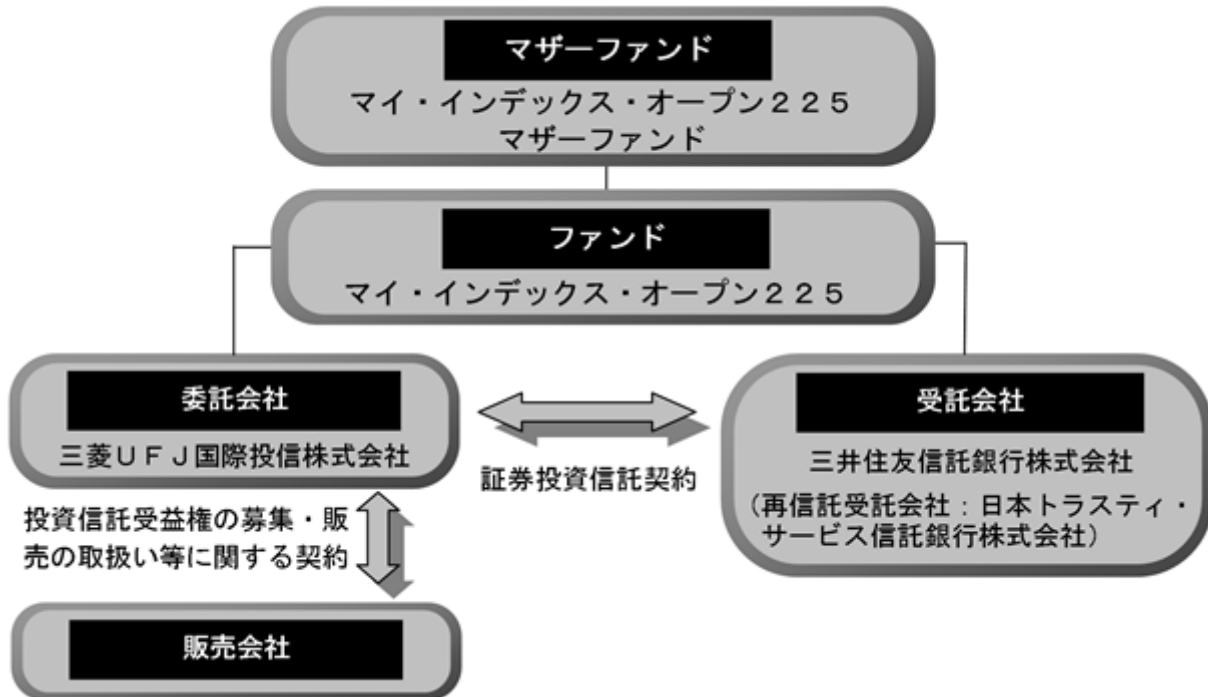 マザーファンド
マイ・インデックス・オープン２２５
マザーファンド
ファンド
マイ・インデックス・オープン２２５
委託会社
三菱ＵＦＪ国際投信株式会社
証券投資信託契約
受託会社
三井住友信託銀行株式会社
（再信託受託会社：日本トラスティ・
サービス信託銀行株式会社）
投資信託受益権の募集・販
売の取扱い等に関する契約
販売会社